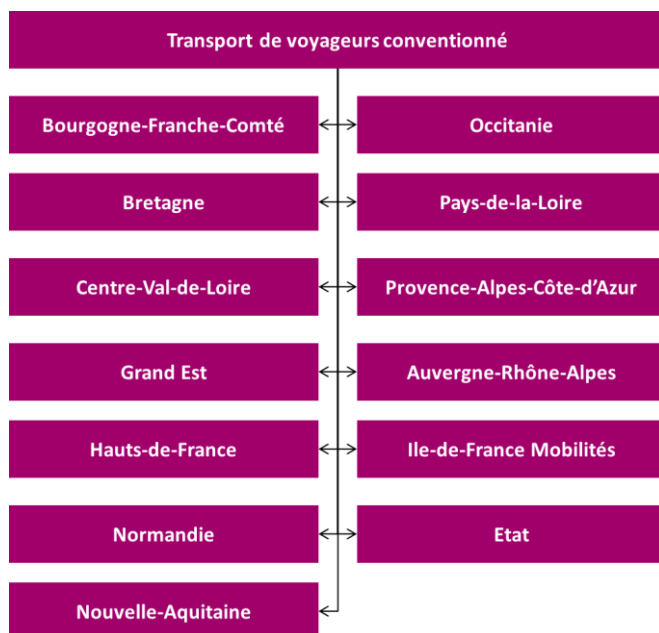 Transport de voyageurs conventionné
Bourgogne-Franche-Comté
Occitanie
Bretagne
Pays-de-la-Loire
Centre-Val-de-Loire
Provence-Alpes-Côte-d’Azur
Grand Est
Auvergne-Rhône-Alpes
Hauts-de-France
Ile-de-France Mobilités
Normandie
Etat
Nouvelle-Aquitaine